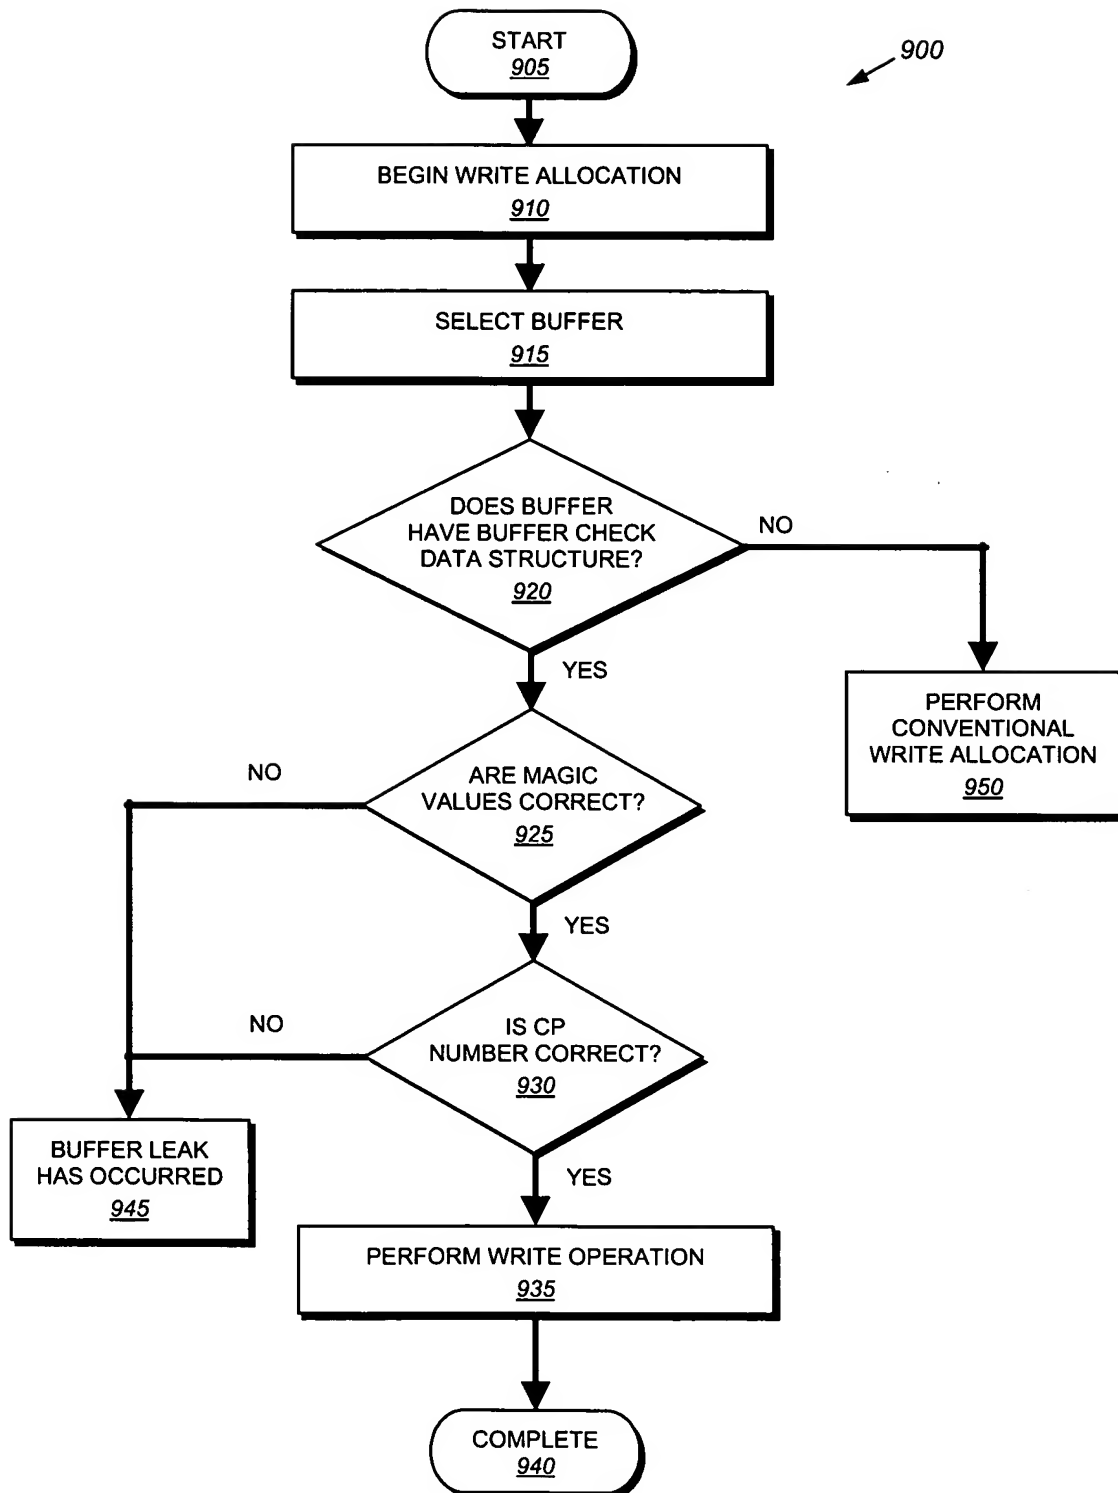 START
905
900
BEGIN WRITE ALLOCATION
910
SELECT BUFFER
915
DOES BUFFER
HAVE BUFFER CHECK
DATA STRUCTURE?
920
NO
YES
PERFORM
CONVENTIONAL
WRITE ALLOCATION
950
ARE MAGIC
VALUES CORRECT?
925
NO
YES
IS CP
NUMBER CORRECT?
930
NO
YES
BUFFER LEAK
HAS OCCURRED
945
PERFORM WRITE OPERATION
935
COMPLETE
940